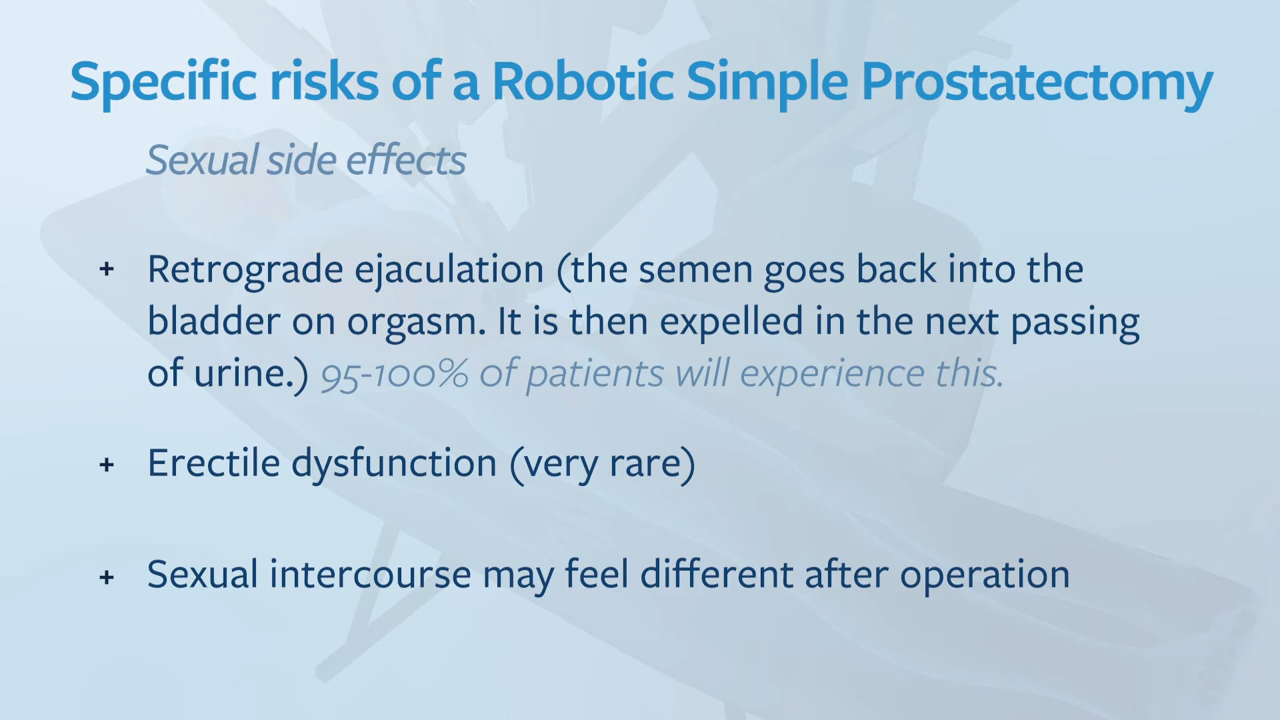 Specific risks of a Robotic Simple Prostatectomy
Sexual side effects
+ Retrograde ejaculation (the semen goes back into the
bladder on orgasm. It is then expelled in the next passing
of urine.) 95-100% of patients will experience this.
+ Erectile dysfunction (very rare)
+ Sexual intercourse may feel different after operation